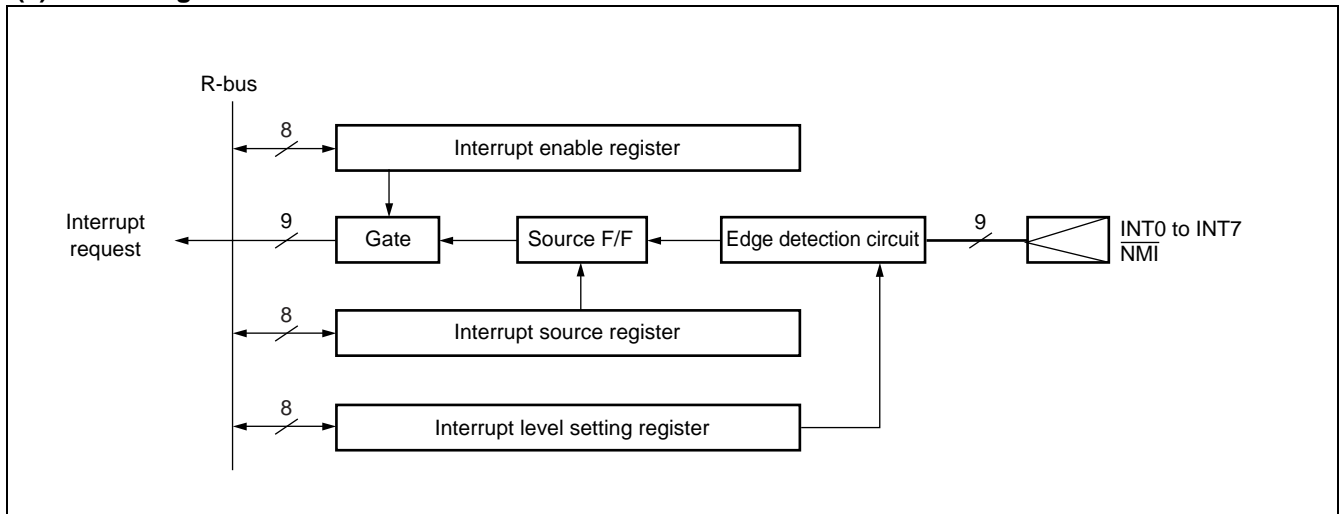 R-bus
8
Interrupt enable register
Interrupt
request
9
Gate
Source F/F
Edge detection circuit
9
INT0 to INT7
NMI
8
Interrupt source register
8
Interrupt level setting register